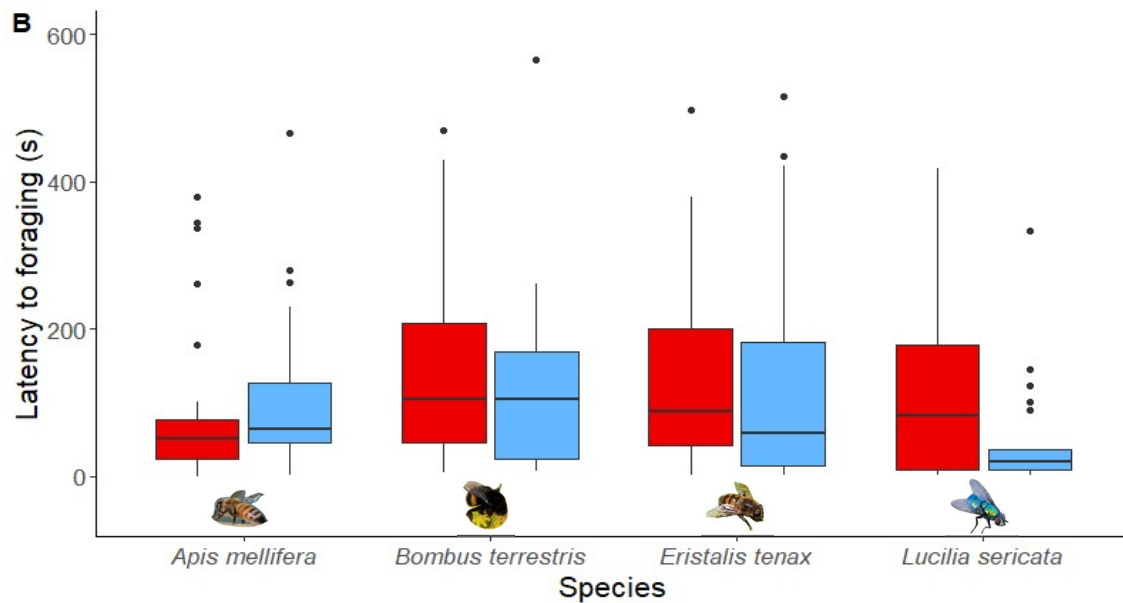 B
600
400
200
0
Latency to foraging (s)
Apis mellifera
Bombus terrestris
Eristalis tenax
Lucilia sericata
Species